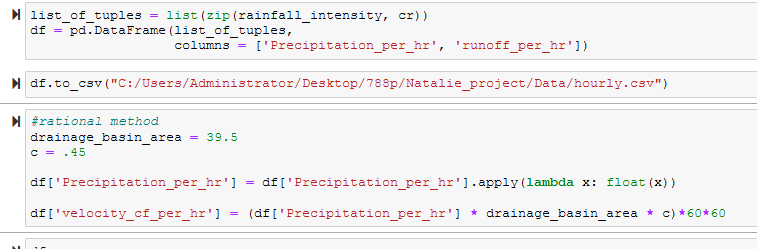 list_of_tuples = list(zip(rainfall_intensity, cr))
df = pd.DataFrame(list_of_tuples,
                  columns = ['Precipitation_per_hr', 'runoff_per_hr'])
df.to_csv("C:/Users/Administrator/Desktop/788p/Natalie_project/Data/hourly.csv")
#rational method
drainage_basin_area = 39.5
c = .45
df['Precipitation_per_hr'] = df['Precipitation_per_hr'].apply(lambda x: float(x))
df['velocity_cf_per_hr'] = (df['Precipitation_per_hr'] * drainage_basin_area * c)*60*60